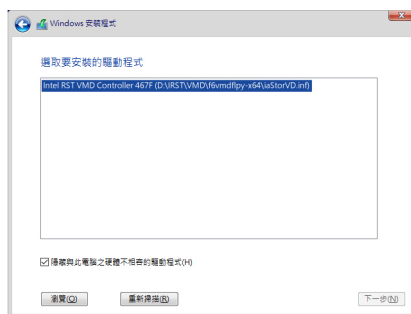 Windows 安裝程式
選取要安裝的驅動程式
Intel RST VMD Controller 467F (D:\IRST\VMD\f6vmdflpy-x64\iaStorVD.inf)
隱藏與此電腦之硬體不相容的驅動程式(H)
瀏覽(O) 重新掃描(R) 下一步(N)